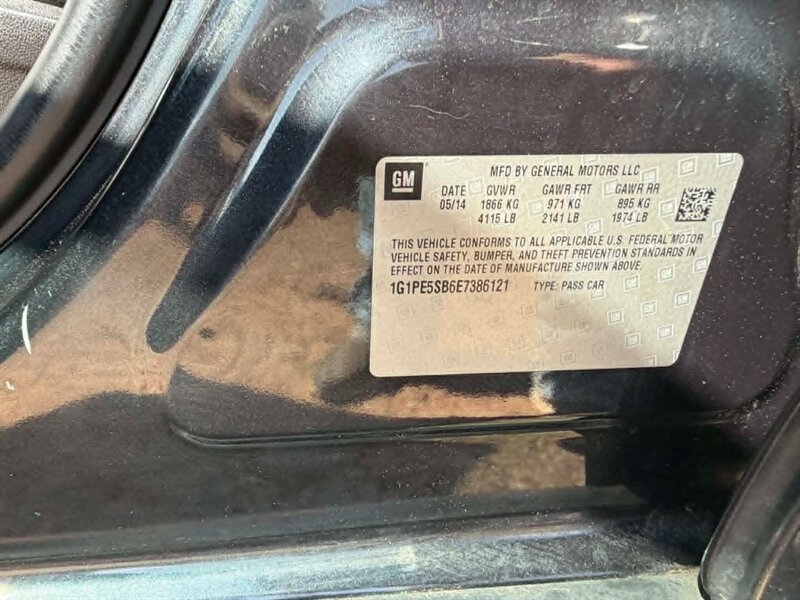 GM
MFD BY GENERAL MOTORS LLC
DATE GVWR GAWR FRT GAWR RR
05/14 1866 KG 971 KG 895 KG
4115 LB 2141 LB 1974 LB
THIS VEHICLE CONFORMS TO ALL APPLICABLE U.S. FEDERAL MOTOR
VEHICLE SAFETY, BUMPER, AND THEFT PREVENTION STANDARDS IN
EFFECT ON THE DATE OF MANUFACTURE SHOWN ABOVE.
1G1PE5SB6E7386121 TYPE: PASS CAR